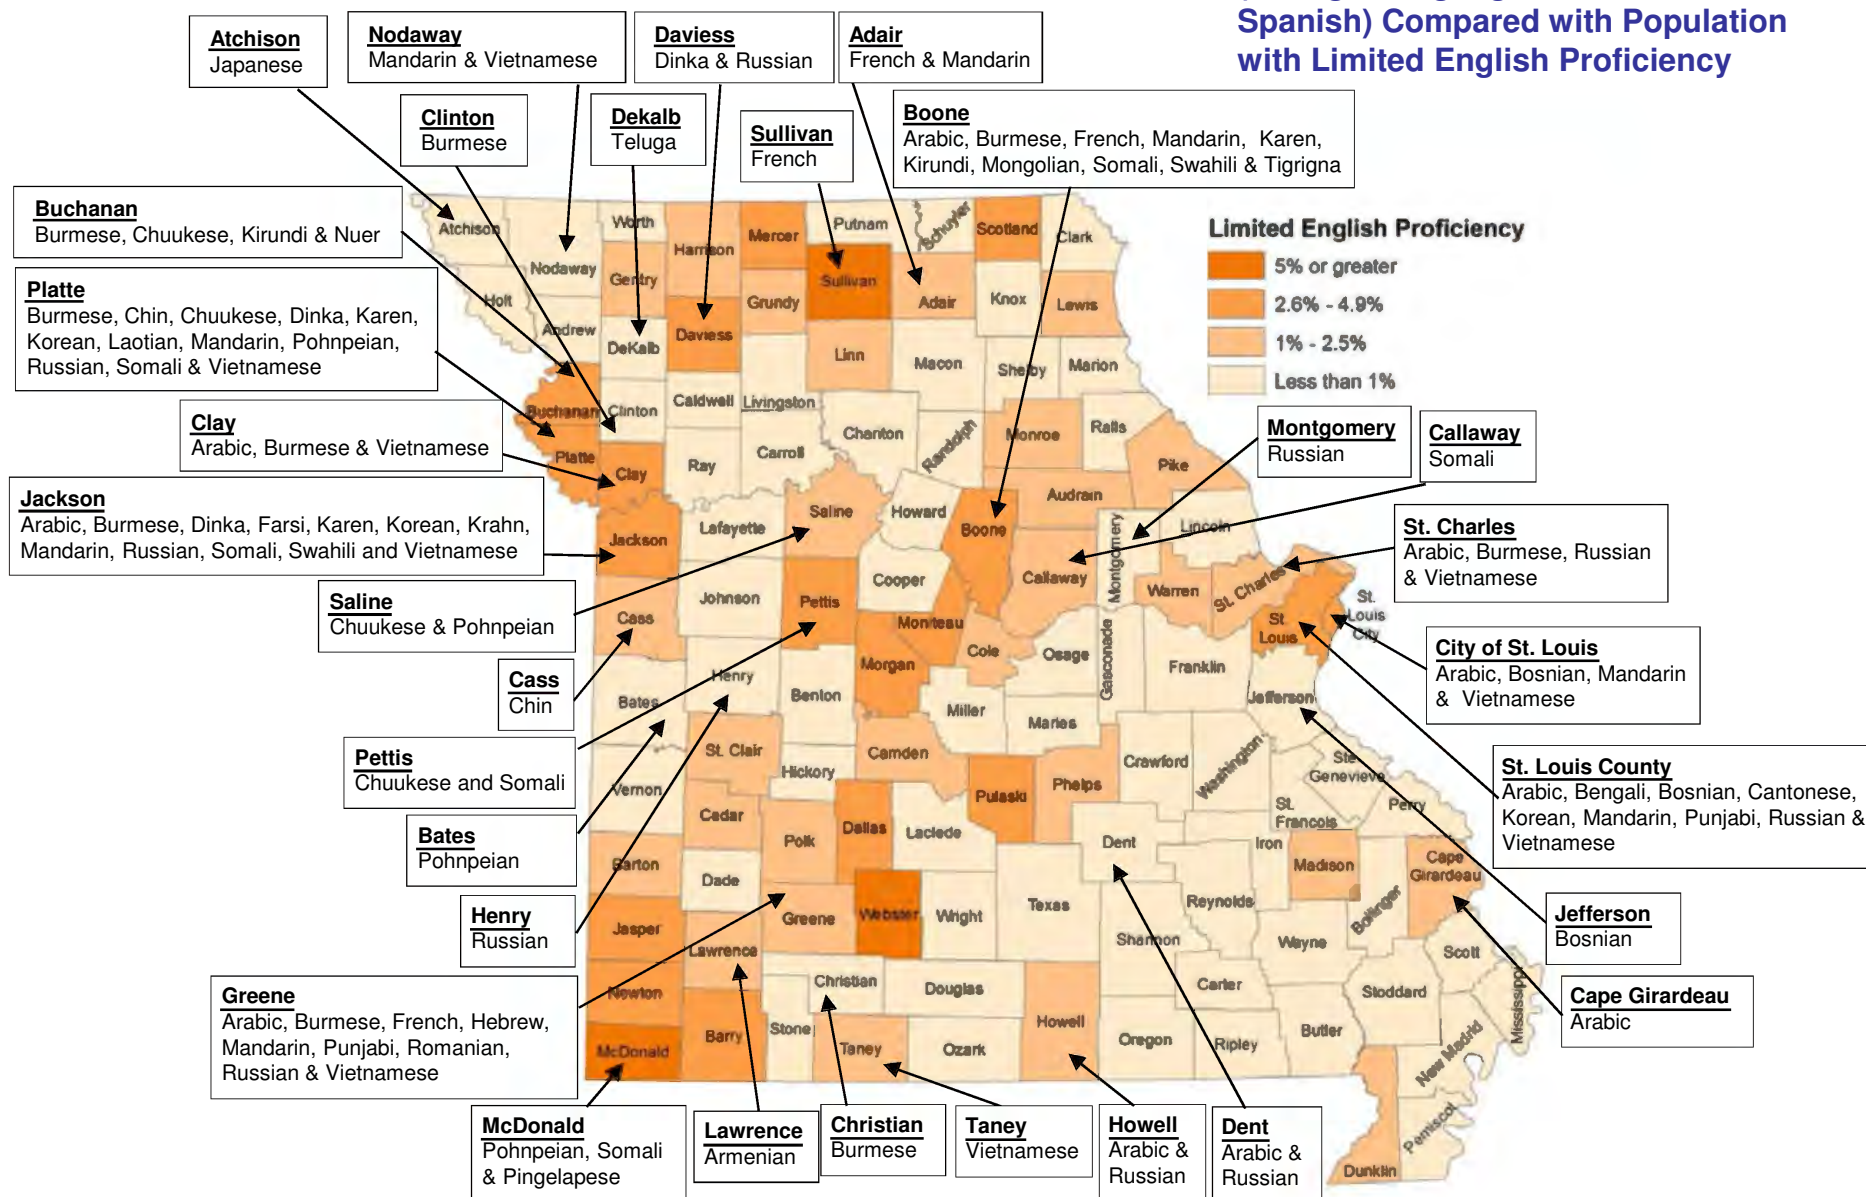 Spanish) Compared with Population
with Limited English Proficiency
Atchison
Japanese
Nodaway
Mandarin & Vietnamese
Daviess
Dinka & Russian
Adair
French & Mandarin
Clinton
Burmese
Dekalb
Teluga
Sullivan
French
Boone
Arabic, Burmese, French, Mandarin, Karen,
Kirundi, Mongolian, Somali, Swahili & Tigrigna
Buchanan
Burmese, Chuukese, Kirundi & Nuer
Platte
Burmese, Chin, Chuukese, Dinka, Karen,
Korean, Laotian, Mandarin, Pohnpeian,
Russian, Somali & Vietnamese
Clay
Arabic, Burmese & Vietnamese
Jackson
Arabic, Burmese, Dinka, Farsi, Karen, Korean, Krahn,
Mandarin, Russian, Somali, Swahili and Vietnamese
Saline
Chuukese & Pohnpeian
Cass
Chin
Pettis
Chuukese and Somali
Bates
Pohnpeian
Henry
Russian
Greene
Arabic, Burmese, French, Hebrew,
Mandarin, Punjabi, Romanian,
Russian & Vietnamese
McDonald
Pohnpeian, Somali
& Pingelapese
Lawrence
Armenian
Christian
Burmese
Taney
Vietnamese
Howell
Arabic &
Russian
Dent
Arabic &
Russian
Limited English Proficiency
5% or greater
2.6% - 4.9%
1% - 2.5%
Less than 1%
Montgomery
Russian
Callaway
Somali
St. Charles
Arabic, Burmese, Russian
& Vietnamese
City of St. Louis
Arabic, Bosnian, Mandarin
& Vietnamese
St. Louis County
Arabic, Bengali, Bosnian, Cantonese,
Korean, Mandarin, Punjabi, Russian &
Vietnamese
Jefferson
Bosnian
Cape Girardeau
Arabic
Atchison
Nodaway
Worth
Harrison
Mercer
Putnam
Schuyler
Scotland
Clark
Holt
Gentry
Sullivan
Adair
Knox
Lewis
Grundy
Andrew
DeKalb
Daviess
Linn
Macon
Shelby
Marion
Buchanan
Clinton
Caldwell
Livingston
Chariton
Randolph
Monroe
Ralls
Pike
Platte
Clay
Ray
Carroll
Saline
Howard
Boone
Audrain
Montgomery
Lincoln
Jackson
Lafayette
Cooper
Callaway
Warren
St. Charles
St.
Louis
St.
Louis
City
Cass
Johnson
Pettis
Moniteau
Cole
Osage
Gasconade
Franklin
Jefferson
Bates
Henry
Benton
Morgan
Miller
Maries
St. Clair
Camden
Hickory
Vernon
Pulaski
Phelps
Crawford
Washington
Ste
Genevieve
St.
Francois
Perry
Cedar
Polk
Dallas
Laclede
Dent
Iron
Madison
Cape
Girardeau
Barton
Dade
Greene
Webster
Wright
Texas
Reynolds
Bollinger
Jasper
Lawrence
Shannon
Wayne
Scott
Newton
Christian
Douglas
Carter
Stoddard
Mississippi
McDonald
Barry
Stone
Taney
Ozark
Howell
Oregon
Ripley
Butler
New Madrid
Pemiscot
Dunklin